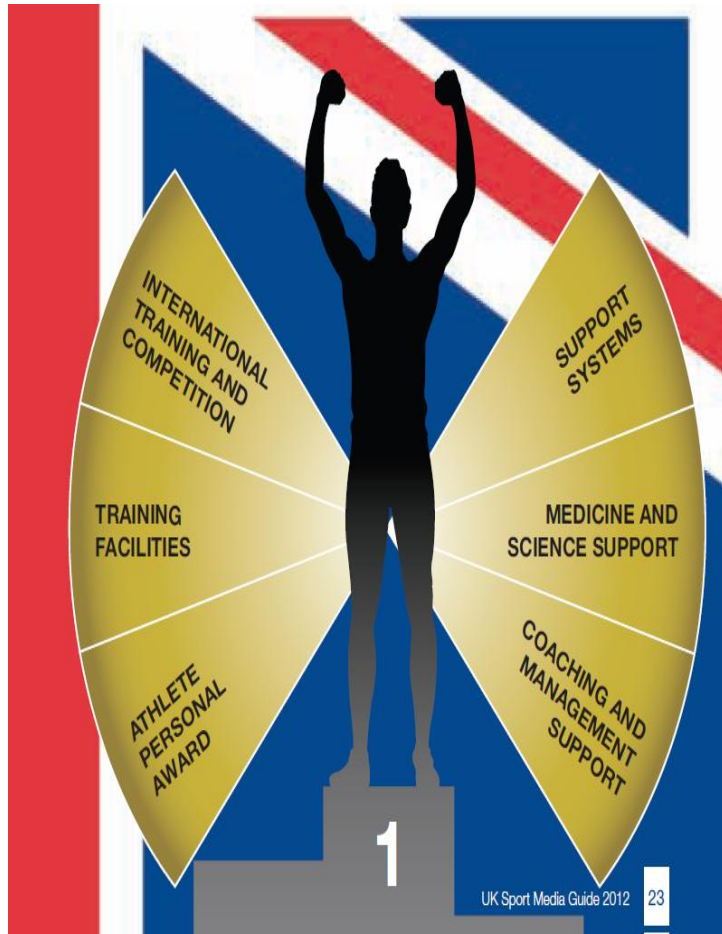 INTERNATIONAL
TRAINING AND
COMPETITION
SUPPORT
SYSTEMS
TRAINING
FACILITIES
MEDICINE AND
SCIENCE SUPPORT
ATHLETE
PERSONAL
AWARD
COACHING AND
MANAGEMENT
SUPPORT
1
UK Sport Media Guide 2012 23